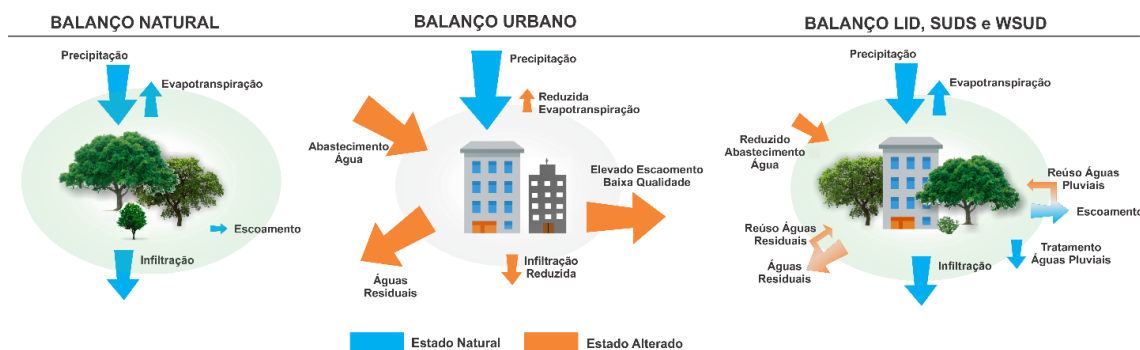 BALANÇO NATURAL
Precipitação
Evapotranspiração
Escoamento
Infiltração
BALANÇO URBANO
Precipitação
Reduzida
Evapotranspiração
Abastecimento
Água
Elevado Escaomento
Baixa Qualidade
Águas
Residuais
Infiltração
Reduzida
BALANÇO LID, SUDS e WSUD
Precipitação
Evapotranspiração
Reduzido
Abastecimento
Água
Reúso Águas
Pluviais
Escoamento
Reúso Águas
Residuais
Águas
Residuais
Infiltração
Tratamento
Águas Pluviais
Estado Natural
Estado Alterado